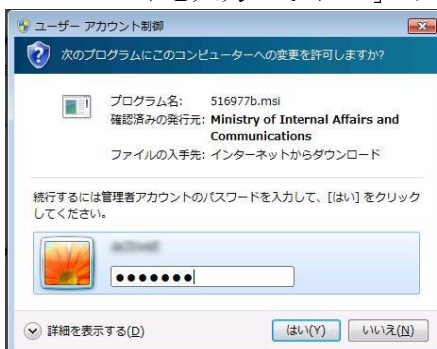 ユーザー アカウント制御
次のプログラムにこのコンピューターへの変更を許可しますか?
プログラム名: 516977b.msi
確認済みの発行元: Ministry of Internal Affairs and
Communications
ファイルの入手先: インターネットからダウンロード
続行するには管理者アカウントのパスワードを入力して、[はい] をクリック
してください。
●●●●●●●
詳細を表示する(D)
はい(Y) いいえ(N)